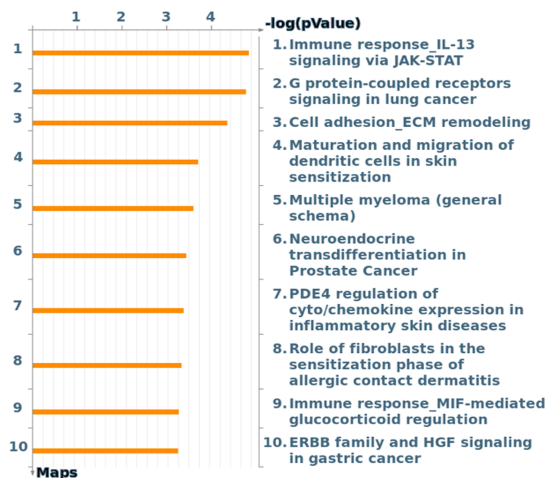 1 2 3 4 -log(pValue)
1 1. Immune response_IL-13
signaling via JAK-STAT
2 2. G protein-coupled receptors
signaling in lung cancer
3 3. Cell adhesion_ECM remodeling
4 4. Maturation and migration of
dendritic cells in skin
sensitization
5 5. Multiple myeloma (general
schema)
6 6. Neuroendocrine
transdifferentiation in
Prostate Cancer
7 7. PDE4 regulation of
cyto/chemokine expression in
inflammatory skin diseases
8 8. Role of fibroblasts in the
sensitization phase of
allergic contact dermatitis
9 9. Immune response_MIF-mediated
glucocorticoid regulation
10 10. ERBB family and HGF signaling
in gastric cancer
Maps